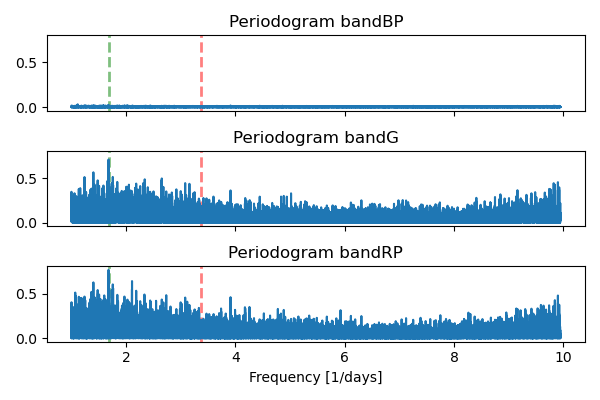 Periodogram bandBP
0.5
0.0
Periodogram bandG
0.5
0.0
Periodogram bandRP
0.5
0.0
2 4 6 8 10
Frequency [1/days]